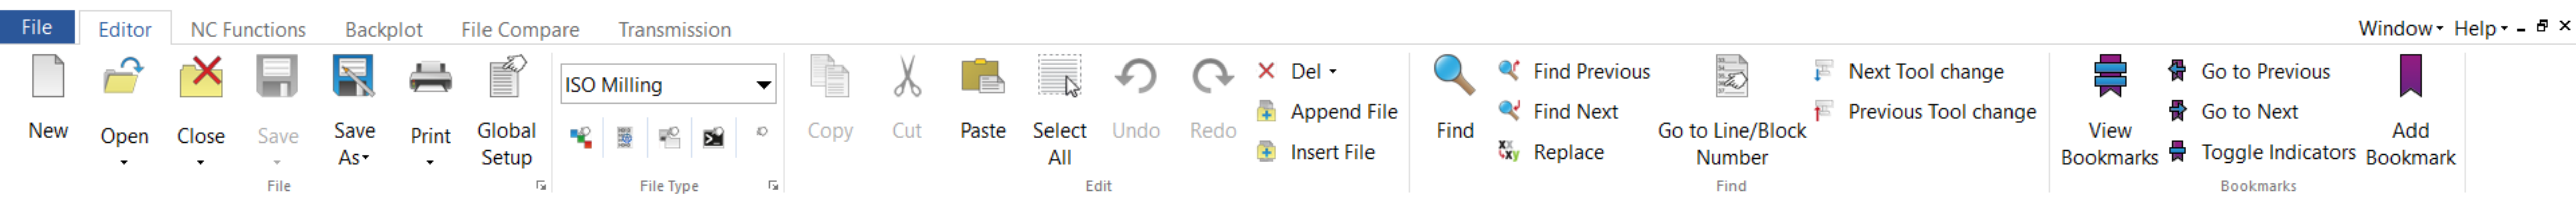 File Editor NC Functions Backplot File Compare Transmission Window Help
New Open Close Save Save As Print Global Setup
File
ISO Milling
File Type
Copy Cut Paste Select All Undo Redo
Del
Append File
Insert File
Edit
Find
Find Previous
Find Next
Replace
Go to Line/Block Number
Next Tool change
Previous Tool change
Find
View Bookmarks
Go to Previous
Go to Next
Toggle Indicators
Add Bookmark
Bookmarks